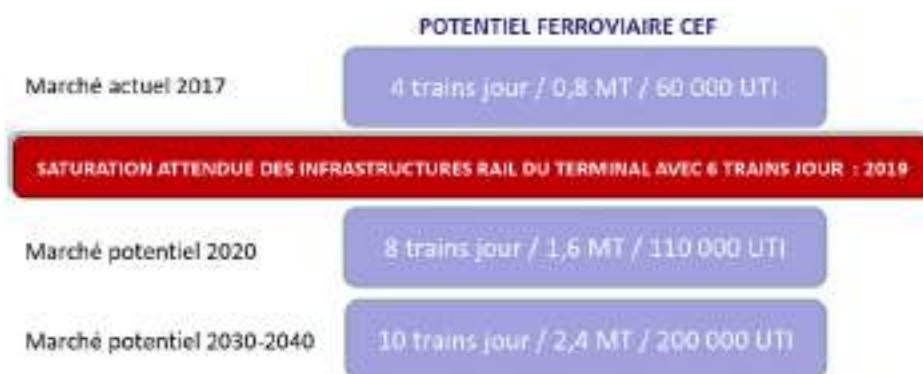 POTENTIEL FERROVIAIRE CEF
Marché actuel 2017
4 trains jour / 0,8 MT / 60 000 UTI
SATURATION ATTENDUE DES INFRASTRUCTURES RAIL DU TERMINAL AVEC 6 TRAINS JOUR : 2019
Marché potentiel 2020
8 trains jour / 1,6 MT / 110 000 UTI
Marché potentiel 2030-2040
10 trains jour / 2,4 MT / 200 000 UTI